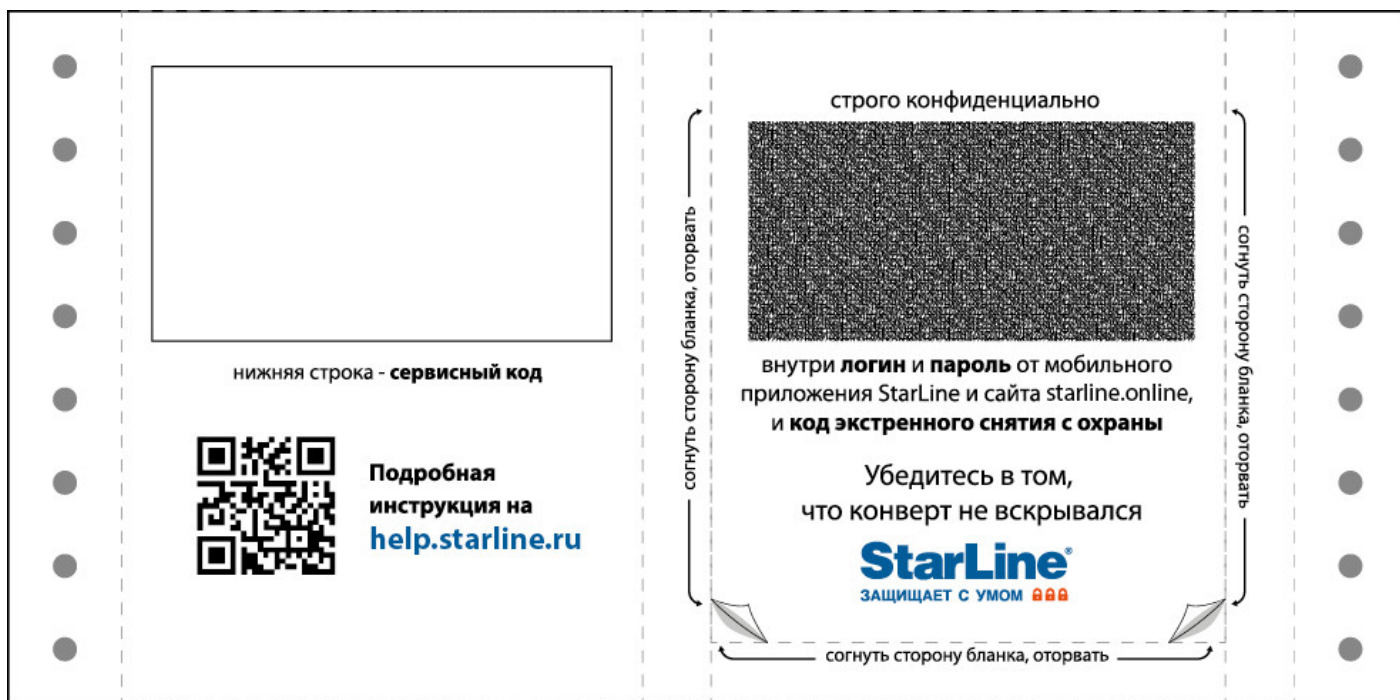 нижняя строка - сервисный код
Подробная
инструкция на
help.starline.ru
согнуть сторону бланка, оторвать
строго конфиденциально
внутри логин и пароль от мобильного
приложения StarLine и сайта starline.online,
и код экстренного снятия с охраны
Убедитесь в том,
что конверт не вскрывался
StarLine®
ЗАЩИЩАЕТ С УМОМ
согнуть сторону бланка, оторвать
согнуть сторону бланка, оторвать